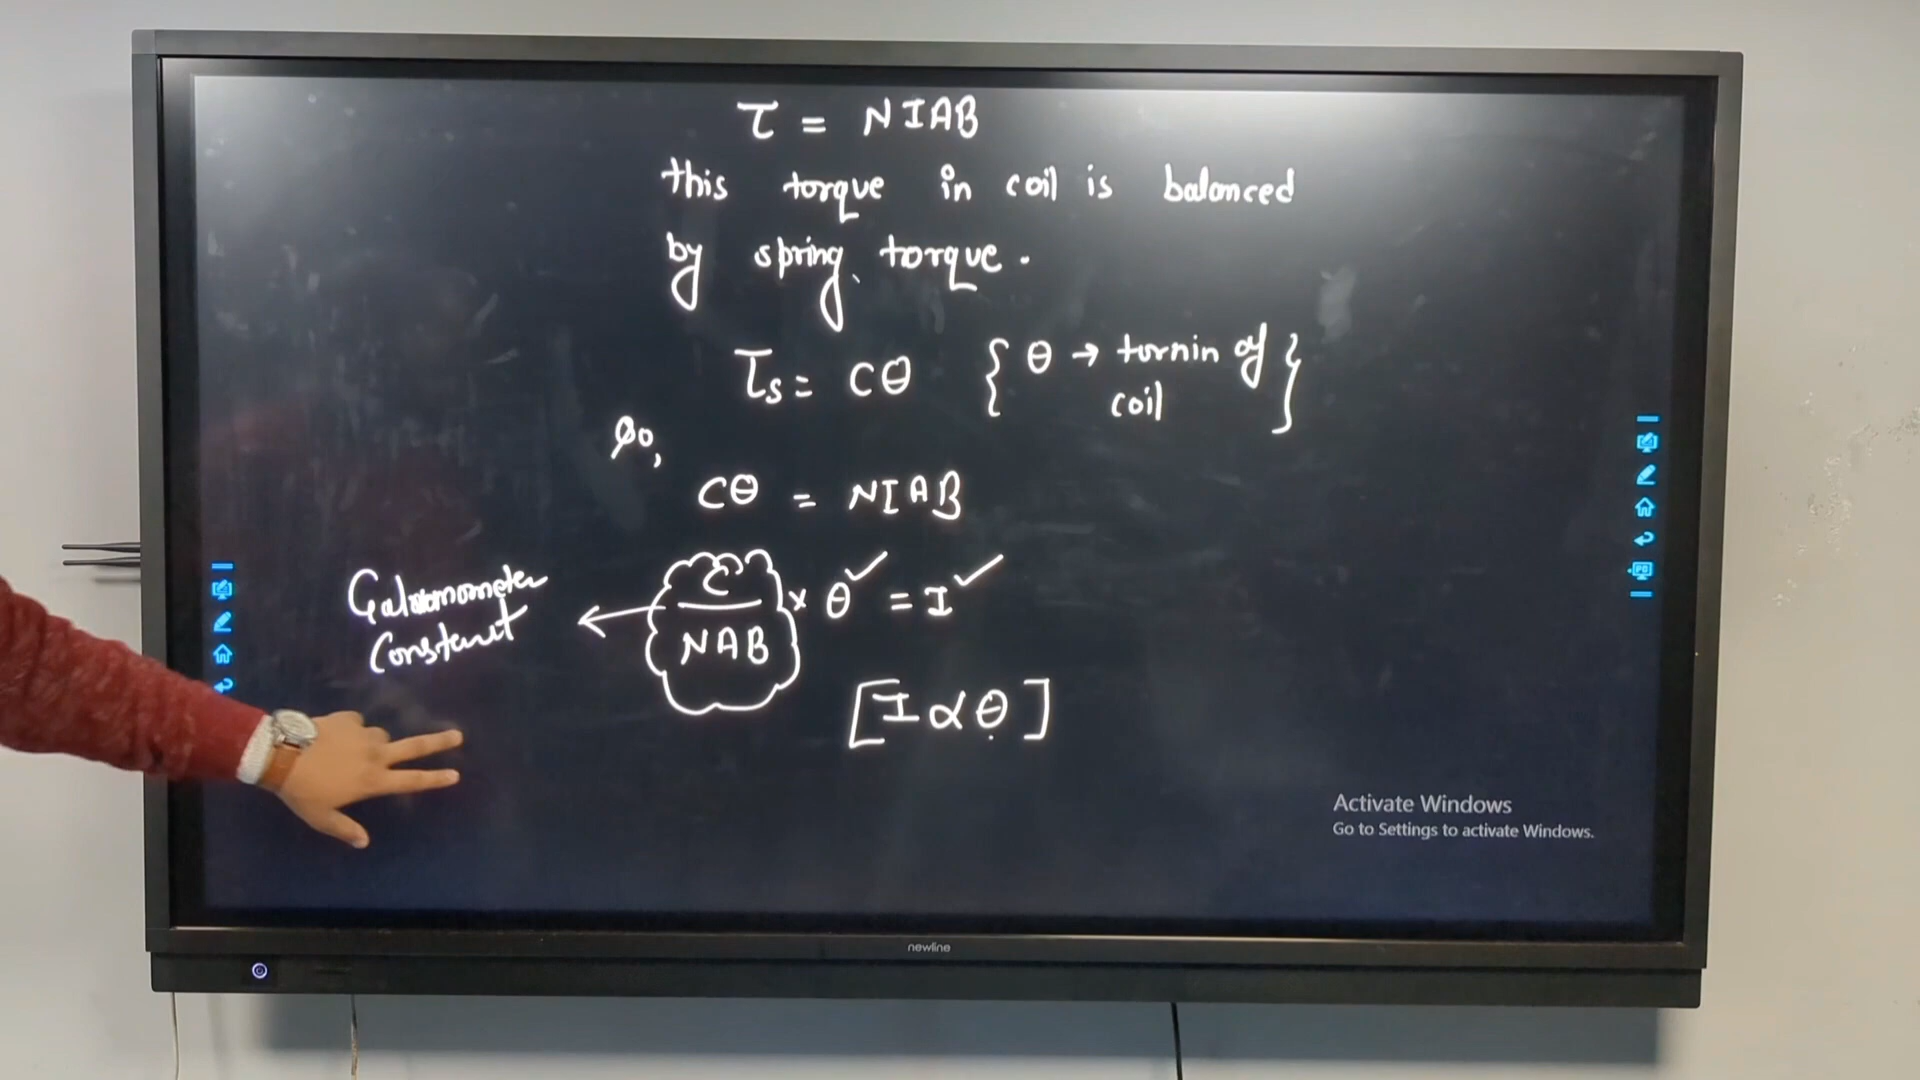 τ = NIAB
this torque in coil is balanced
by spring torque.
τs = Cθ { θ → tornin of
coil }
So,
Cθ = NIAB
Galvanometer
Constant
← C/NAB × θ ✓ = I ✓
[I α θ]
Activate Windows
Go to Settings to activate Windows.
newline